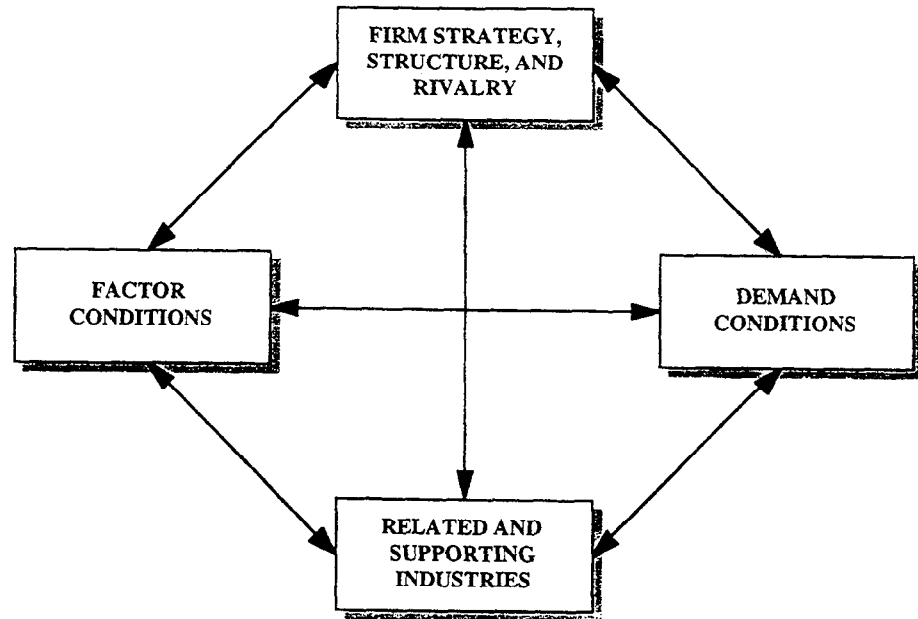 FIRM STRATEGY,
STRUCTURE, AND
RIVALRY
FACTOR
CONDITIONS
DEMAND
CONDITIONS
RELATED AND
SUPPORTING
INDUSTRIES